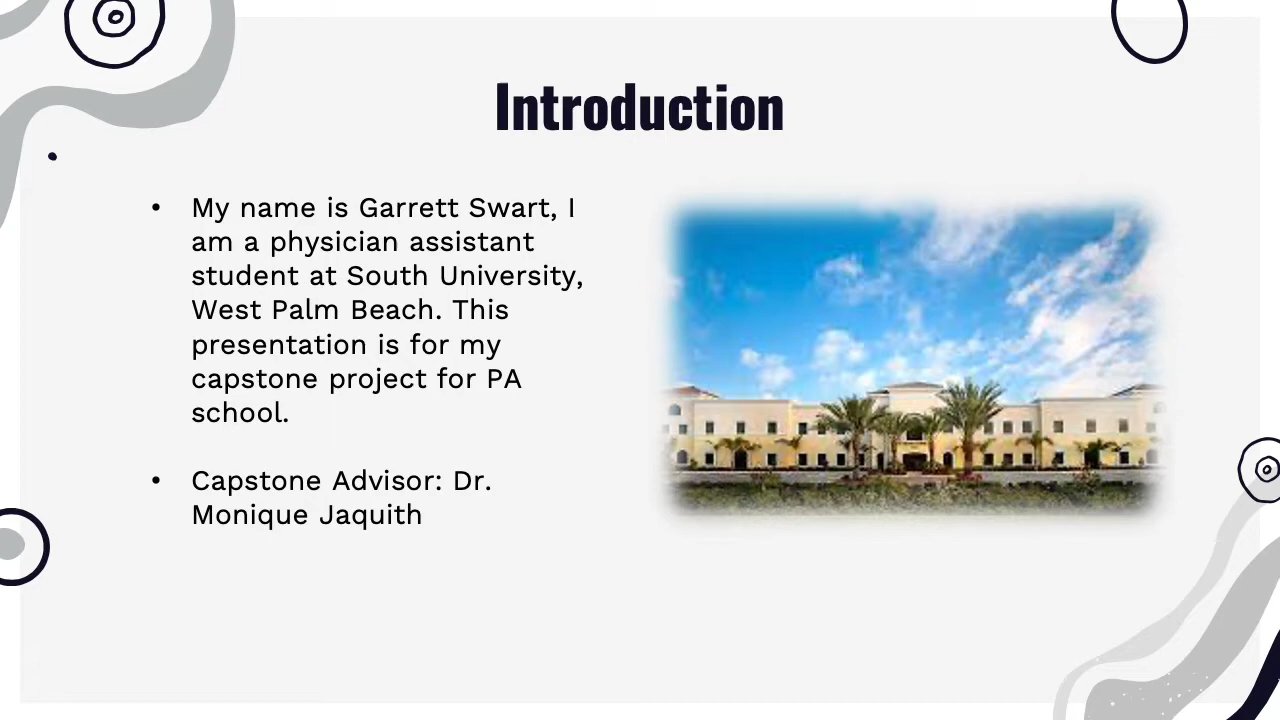 Introduction
• My name is Garrett Swart, I
am a physician assistant
student at South University,
West Palm Beach. This
presentation is for my
capstone project for PA
school.
• Capstone Advisor: Dr.
Monique Jaquith